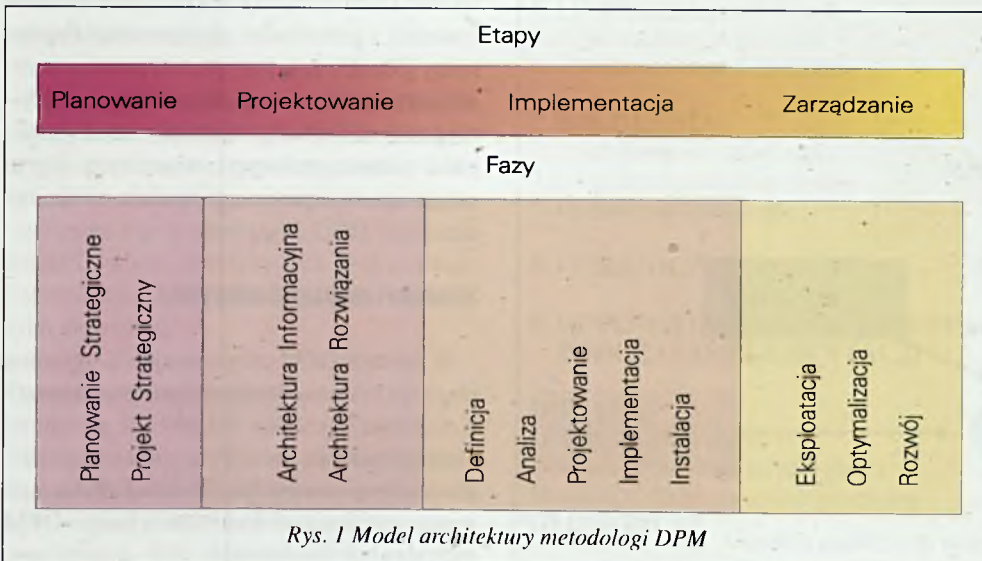 Etapy
Planowanie
Projektowanie
Implementacja
Zarządzanie
Fazy
Planowanie Strategiczne
Projekt Strategiczny
Architektura Informacyjna
Architektura Rozwiązania
Definicja
Analiza
Projektowanie
Implementacja
Instalacja
Eksploatacja
Optymalizacja
Rozwój
Rys. 1 Model architektury metodologi DPM